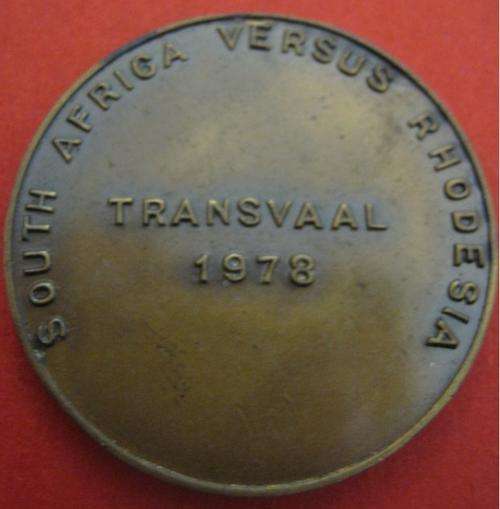 SOUTH AFRICA VERSUS RHODESIA
TRANSVAAL
1978